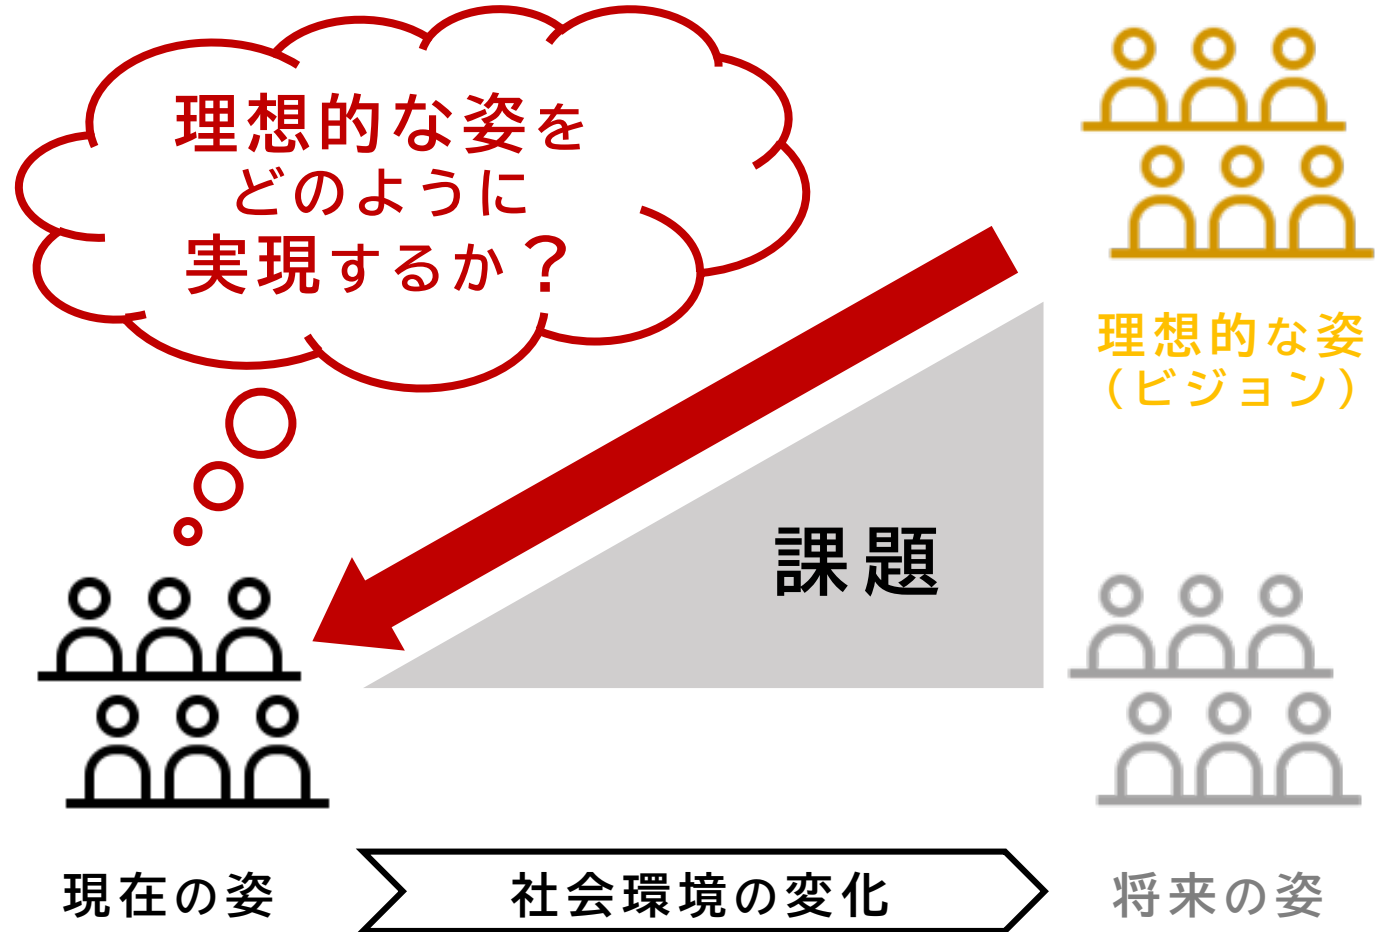 理想的な姿を
どのように
実現するか？
理想的な姿
（ビジョン）
課題
現在の姿
社会環境の変化
将来の姿